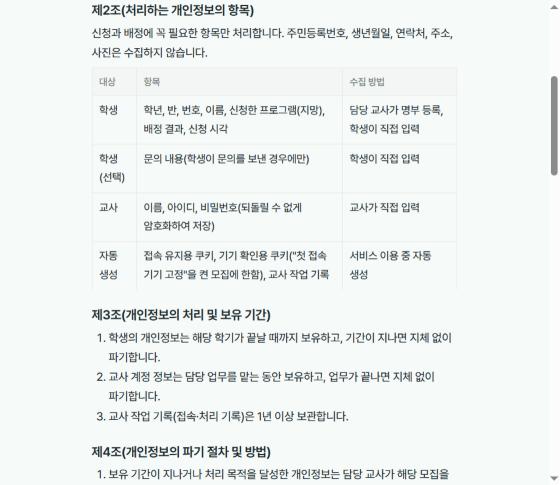 제2조(처리하는 개인정보의 항목)
신청과 배정에 꼭 필요한 항목만 처리합니다. 주민등록번호, 생년월일, 연락처, 주소,
사진은 수집하지 않습니다.
대상 항목 수집 방법
학생 학년, 반, 번호, 이름, 신청한 프로그램(지망), 담당 교사가 명부 등록,
배정 결과, 신청 시각 학생이 직접 입력
학생 문의 내용(학생이 문의를 보낸 경우에만) 학생이 직접 입력
(선택)
교사 이름, 아이디, 비밀번호(되돌릴 수 없게 교사가 직접 입력
암호화하여 저장)
자동 접속 유지용 쿠키, 기기 확인용 쿠키("첫 접속 서비스 이용 중 자동
생성 기기 고정"을 켠 모집에 한함), 교사 작업 기록 생성
제3조(개인정보의 처리 및 보유 기간)
1. 학생의 개인정보는 해당 학기가 끝날 때까지 보유하고, 기간이 지나면 지체 없이
파기합니다.
2. 교사 계정 정보는 담당 업무를 맡는 동안 보유하고, 업무가 끝나면 지체 없이
파기합니다.
3. 교사 작업 기록(접속·처리 기록)은 1년 이상 보관합니다.
제4조(개인정보의 파기 절차 및 방법)
1. 보유 기간이 지나거나 처리 목적을 달성한 개인정보는 담당 교사가 해당 모집을